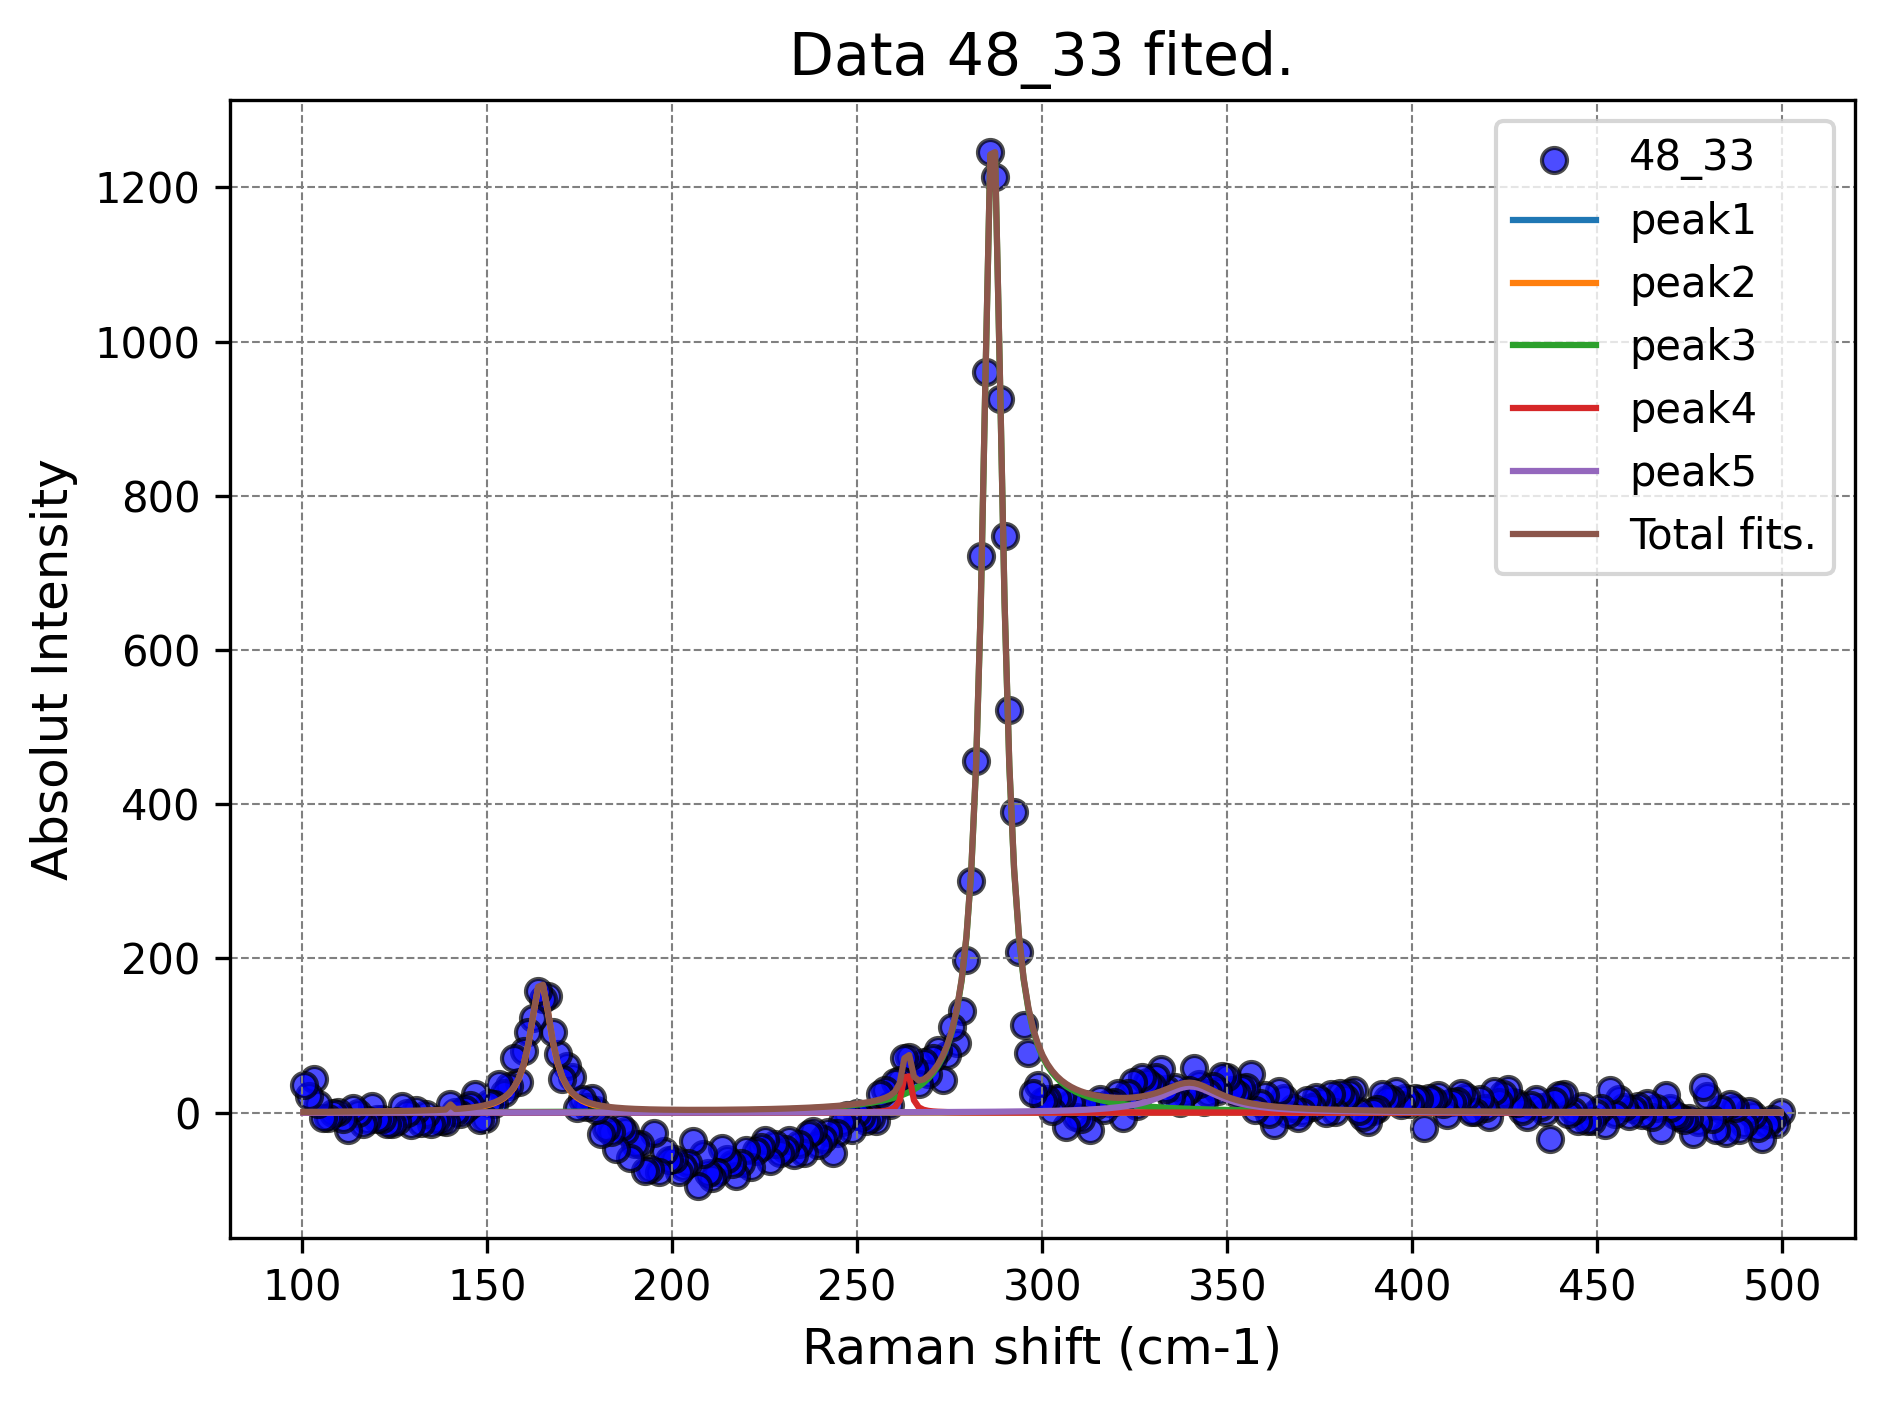 Data 48_33 fited.
1200
1000
800
600
400
200
0
Absolut Intensity
48_33
peak1
peak2
peak3
peak4
peak5
Total fits.
100 150 200 250 300 350 400 450 500
Raman shift (cm-1)